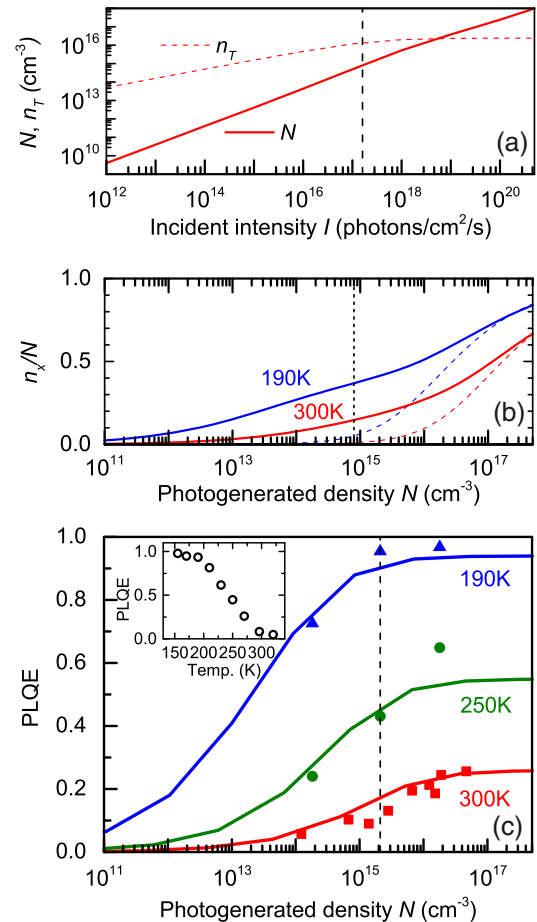 10^16
10^13
10^10
N, n_T (cm^-3)
n_T
N
(a)
10^12 10^14 10^16 10^18 10^20
Incident intensity I (photons/cm^2/s)
1.0
0.5
0.0
n_x/N
190K
300K
(b)
10^11 10^13 10^15 10^17
Photogenerated density N (cm^-3)
1.0
0.8
0.6
0.4
0.2
0.0
PLQE
1.0
0.5
0.0
PLQE
150 200 250 300
Temp. (K)
190K
250K
300K
(c)
10^11 10^13 10^15 10^17
Photogenerated density N (cm^-3)